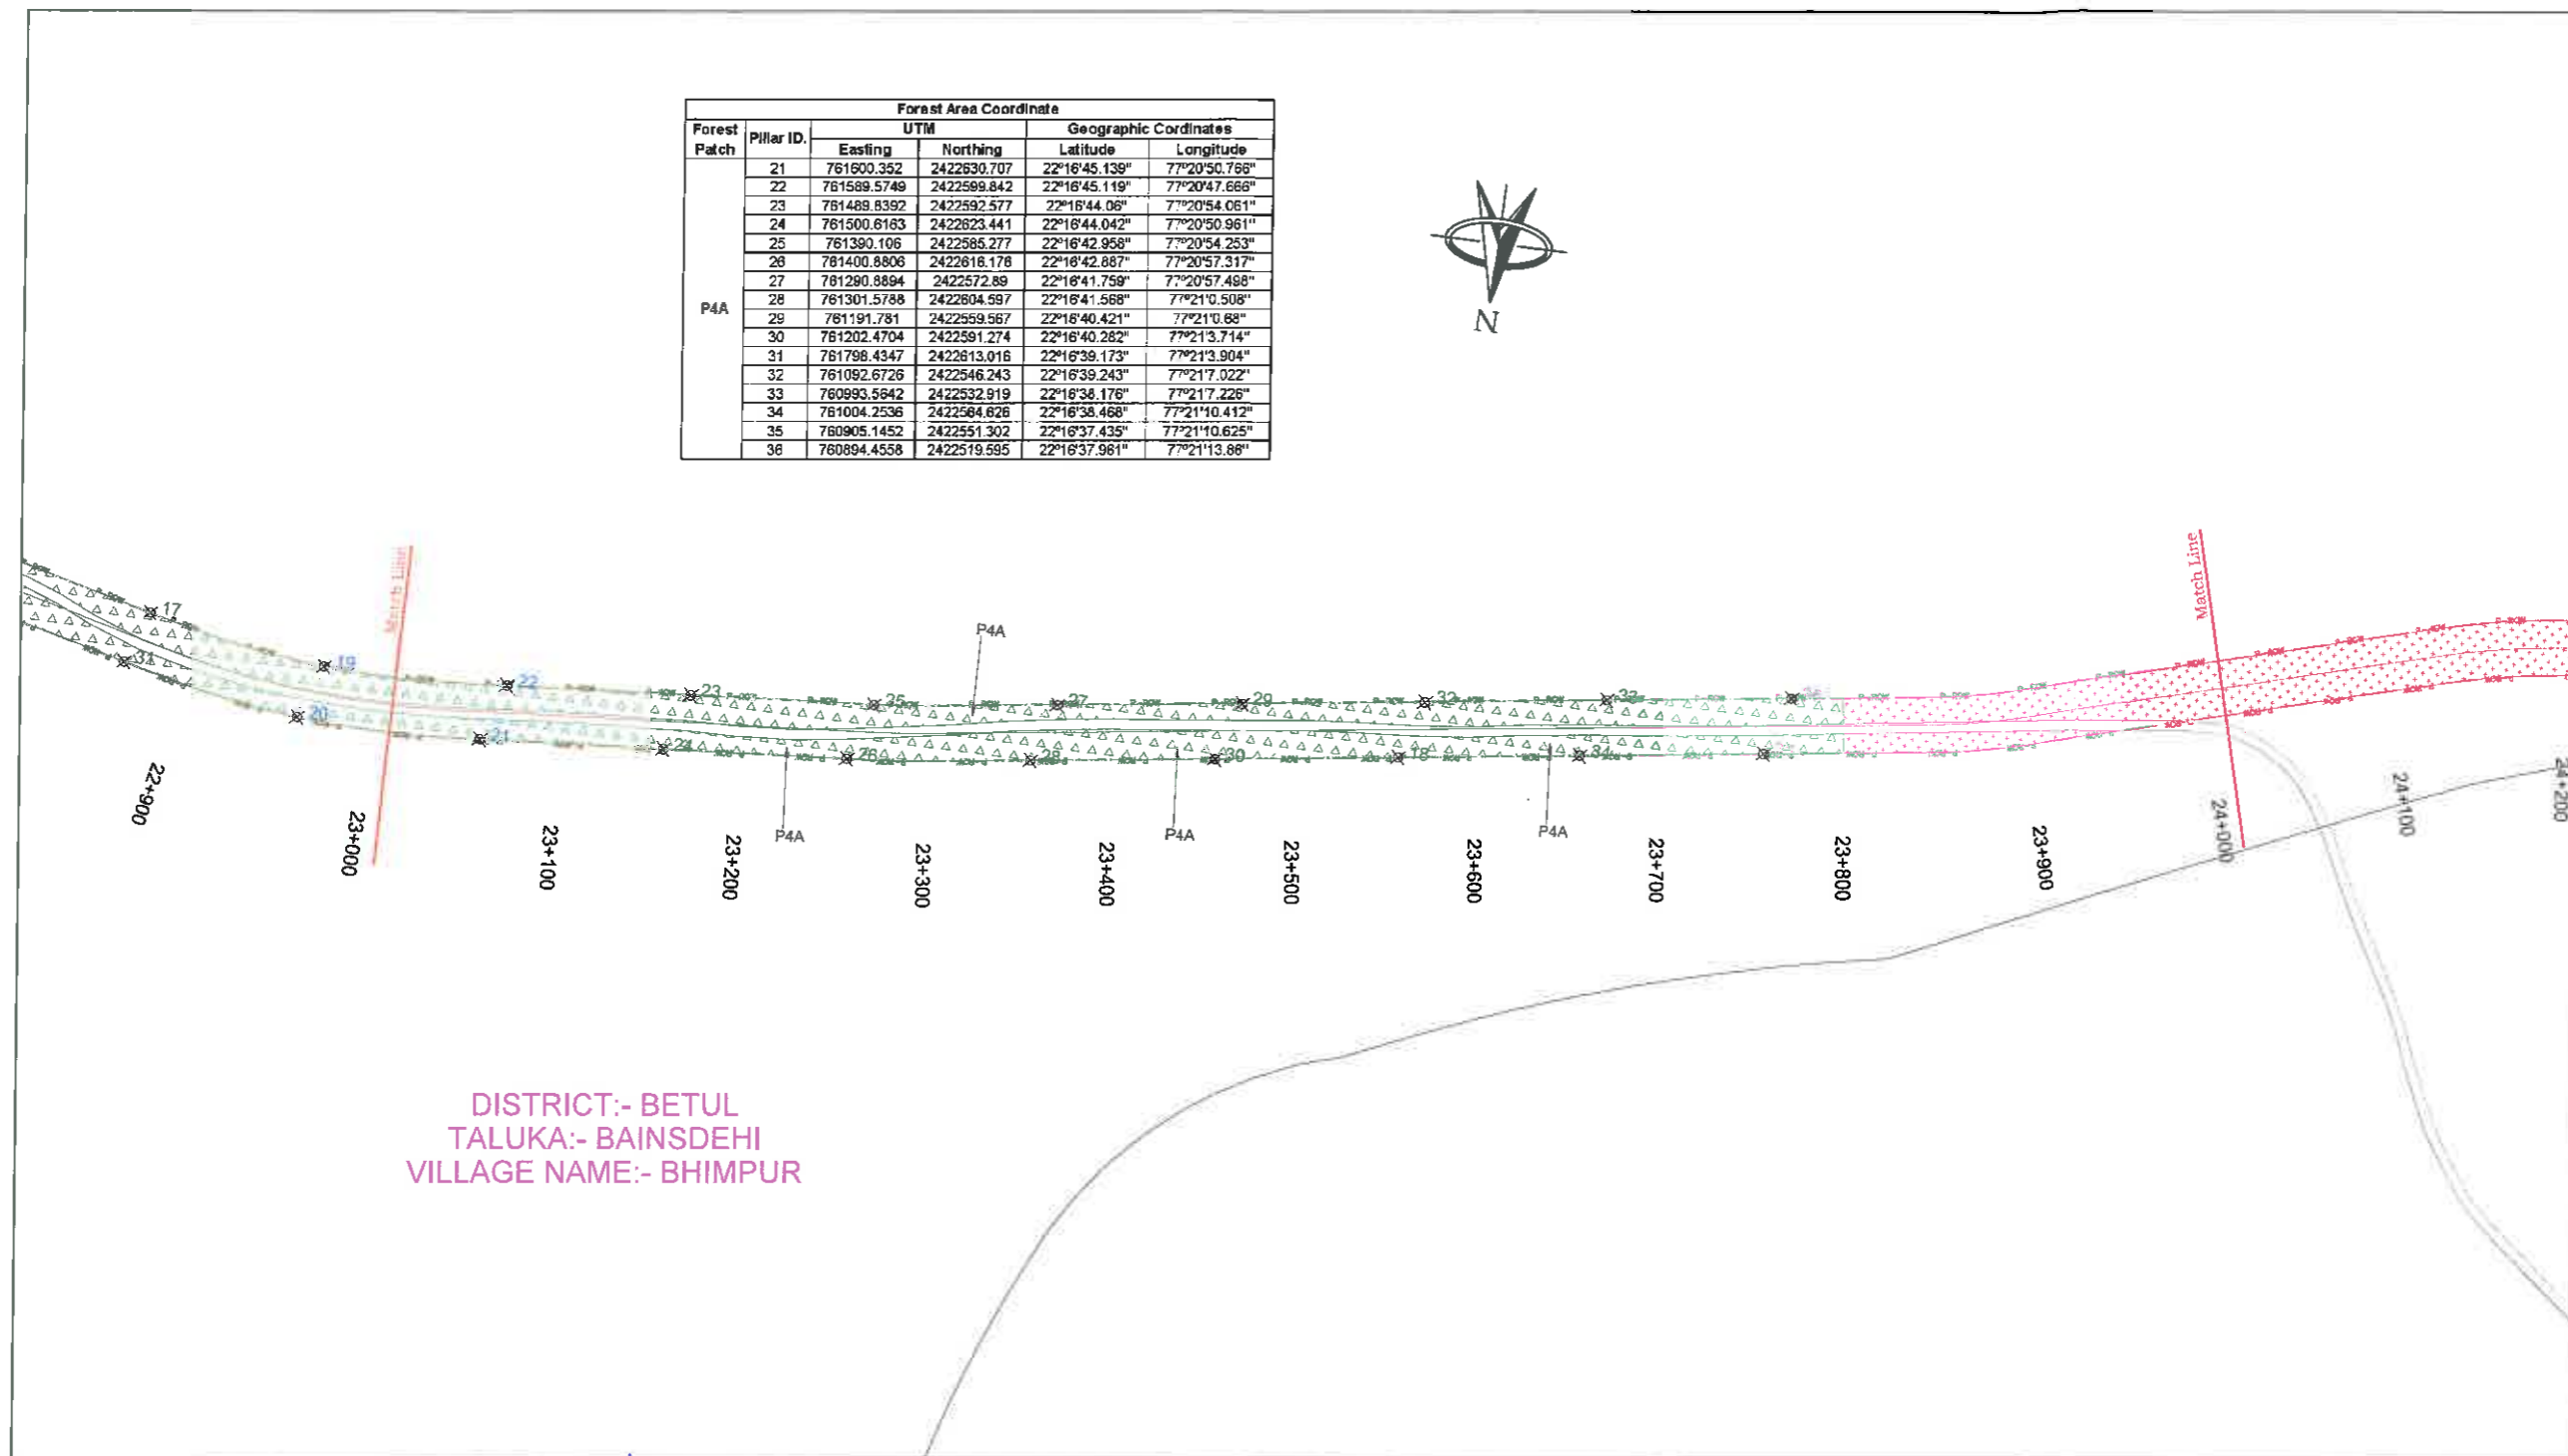 Forest Area Coordinate
Forest Patch Pillar ID. UTM Geographic Cordinates
Easting Northing Latitude Longitude
P4A
21 761600.352 2422630.707 22°16'45.139" 77°20'50.766"
22 761589.5749 2422599.842 22°16'45.119" 77°20'47.666"
23 761489.8392 2422592.577 22°16'44.06" 77°20'54.061"
24 761500.6163 2422623.441 22°16'44.042" 77°20'50.961"
25 761390.106 2422585.277 22°16'42.958" 77°20'54.253"
26 761400.8806 2422616.176 22°16'42.887" 77°20'57.317"
27 761290.8894 2422572.89 22°16'41.759" 77°20'57.498"
28 761301.5788 2422604.597 22°16'41.568" 77°21'0.508"
29 761191.781 2422559.567 22°16'40.421" 77°21'0.68"
30 761202.4704 2422591.274 22°16'40.282" 77°21'3.714"
31 761798.4347 2422613.016 22°16'39.173" 77°21'3.904"
32 761092.6726 2422546.243 22°16'39.243" 77°21'7.022"
33 760993.5642 2422532.919 22°16'38.176" 77°21'7.226"
34 761004.2536 2422564.626 22°16'38.468" 77°21'10.412"
35 760905.1452 2422551.302 22°16'37.435" 77°21'10.625"
36 760894.4558 2422519.595 22°16'37.961" 77°21'13.86"
N
Match Line
Match Line
P4A
17
19
22
23
25
27
29
32
33
31
20
21
24
26
28
30
18
34
P4A
P4A
P4A
22+900
23+000
23+100
23+200
23+300
23+400
23+500
23+600
23+700
23+800
23+900
24+000
24+100
24+200
DISTRICT:- BETUL
TALUKA:- BAINSDEHI
VILLAGE NAME:- BHIMPUR